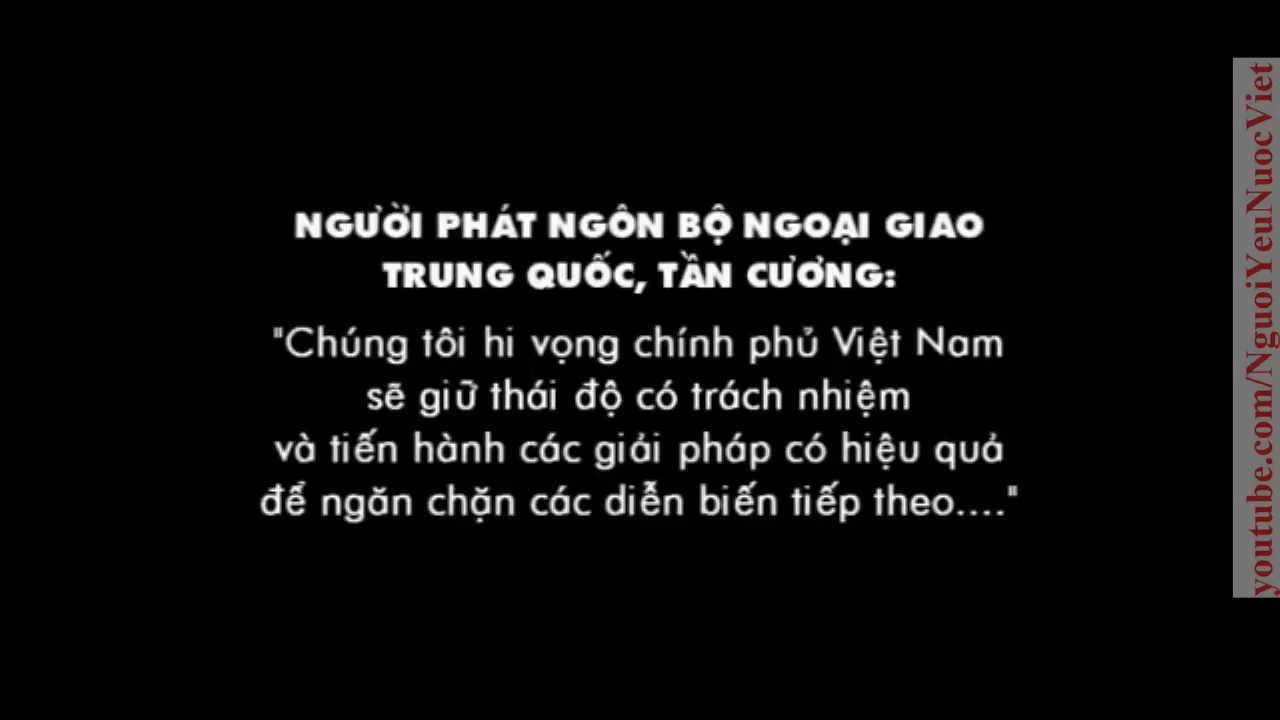 NGƯỜI PHÁT NGÔN BỘ NGOẠI GIAO
TRUNG QUỐC, TẦN CƯƠNG:
"Chúng tôi hi vọng chính phủ Việt Nam
sẽ giữ thái độ có trách nhiệm
và tiến hành các giải pháp có hiệu quả
để ngăn chặn các diễn biến tiếp theo...."
youtube.com/NguoiYeuNuocViet